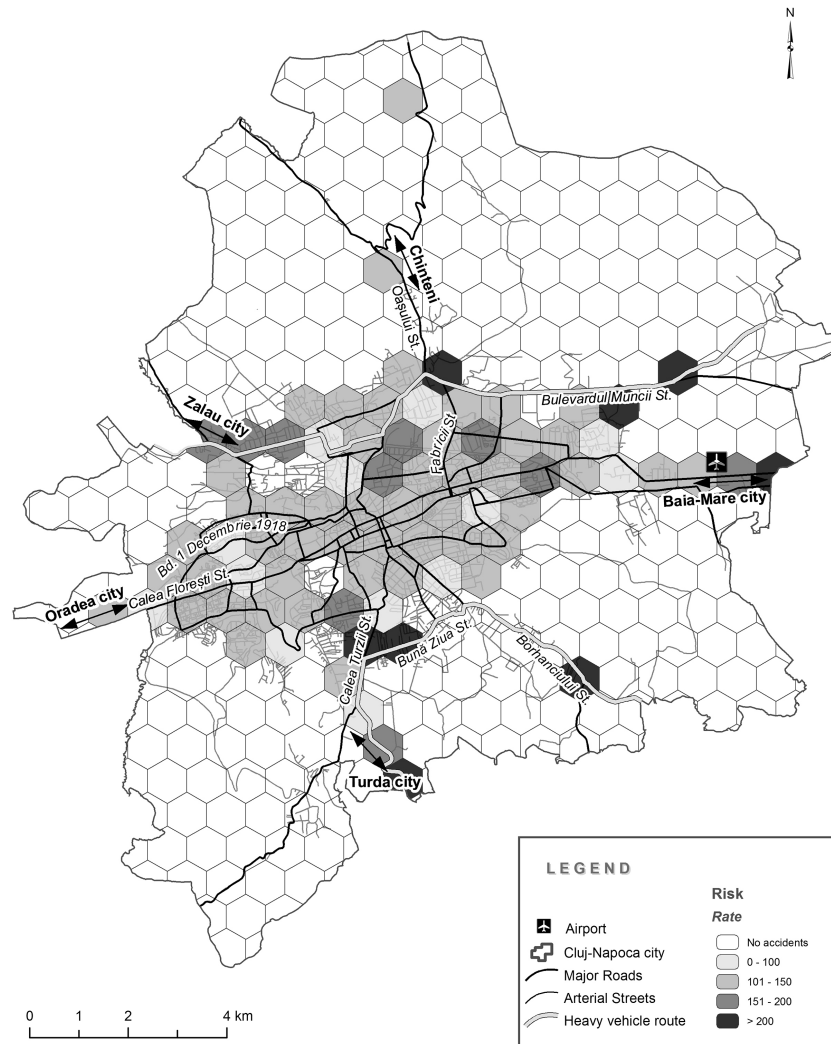 N
Chinteni
Oașului St.
Bulevardul Muncii St.
Zalau city
Fabricii St.
Baia-Mare city
Bd. 1 Decembrie 1918
Calea Florești St.
Oradea city
Calea Turzii St.
Bună Ziua St.
Borhanciului St.
Turda city
LEGEND
Airport
Cluj-Napoca city
Major Roads
Arterial Streets
Heavy vehicle route
Risk
Rate
No accidents
0 - 100
101 - 150
151 - 200
> 200
0 1 2 4 km